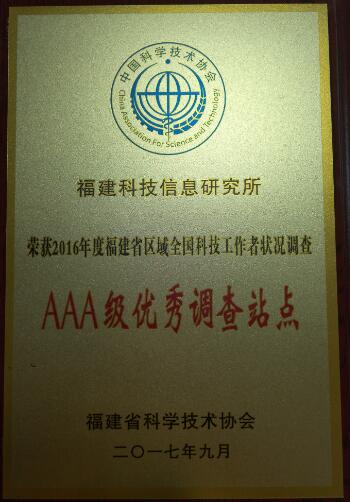 中国科学技术协会
China Association For Science and Technology
福建科技信息研究所
荣获2016年度福建省区域全国科技工作者状况调查
AAA级优秀调查站点
福建省科学技术协会
二〇一七年九月